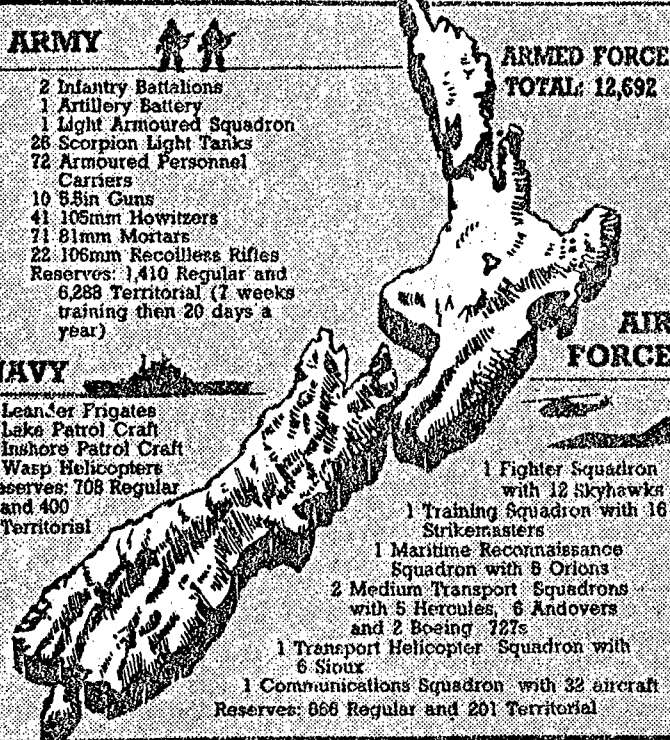 ARMY
2 Infantry Battalions
1 Artillery Battery
1 Light Armoured Squadron
26 Scorpion Light Tanks
72 Armoured Personnel
Carriers
10 5.5in Guns
41 105mm Howitzers
71 81mm Mortars
22 106mm Recoilless Rifles
Reserves: 1,410 Regular and
6,283 Territorial (7 weeks
training then 20 days a
year)
ARMED FORCE
TOTAL: 12,692
NAVY
Leander Frigates
Lake Patrol Craft
Inshore Patrol Craft
Wasp Helicopters
Reserves: 708 Regular
and 400
Territorial
AIR
FORCE
1 Fighter Squadron
with 12 Skyhawks
1 Training Squadron with 16
Strikemasters
1 Maritime Reconnaissance
Squadron with 5 Orions
2 Medium Transport Squadrons
with 5 Hercules, 6 Andovers
and 2 Boeing 727s
1 Transport Helicopter Squadron with
6 Sioux
1 Communications Squadron with 32 aircraft
Reserves: 866 Regular and 201 Territorial